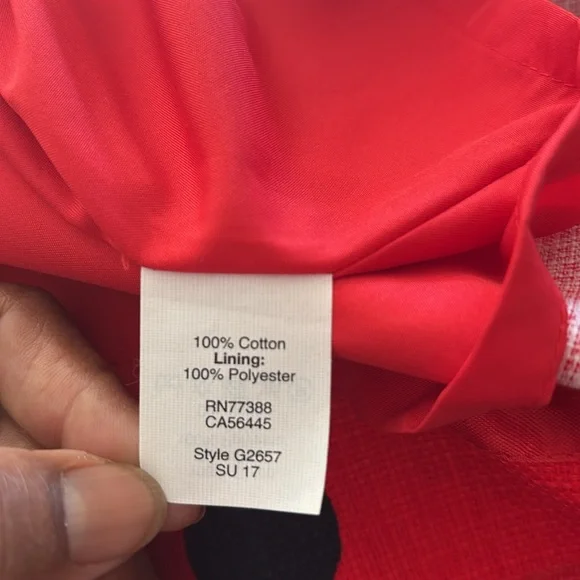 100% Cotton
Lining:
100% Polyester
RN77388
CA56445
Style G2657
SU 17